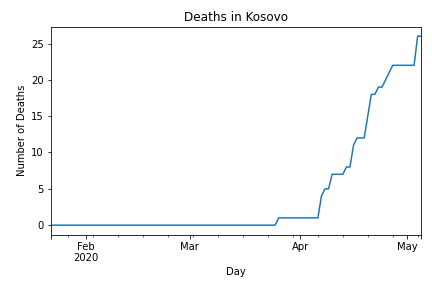 Deaths in Kosovo
Number of Deaths
25
20
15
10
5
0
Feb
2020
Mar
Apr
May
Day